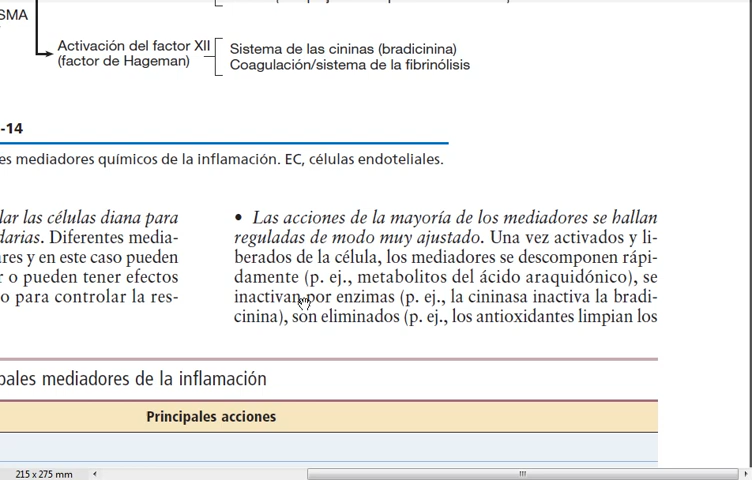 SMA
Activación del factor XII
(factor de Hageman)
Sistema de las cininas (bradicinina)
Coagulación/sistema de la fibrinólisis
-14
es mediadores químicos de la inflamación. EC, células endoteliales.
lar las células diana para
darias. Diferentes media-
ares y en este caso pueden
r o pueden tener efectos
o para controlar la res-
• Las acciones de la mayoría de los mediadores se hallan
reguladas de modo muy ajustado. Una vez activados y li-
berados de la célula, los mediadores se descomponen rápi-
damente (p. ej., metabolitos del ácido araquidónico), se
inactivan por enzimas (p. ej., la cininasa inactiva la bradi-
cinina), son eliminados (p. ej., los antioxidantes limpian los
pales mediadores de la inflamación
Principales acciones
215 x 275 mm